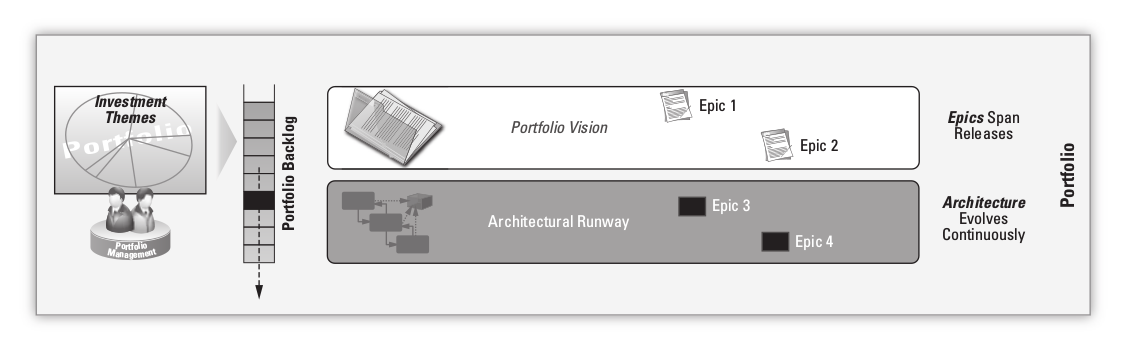 Investment
Themes
Portfolio
Portfolio
Management
Portfolio Backlog
Portfolio Vision
Epic 1
Epic 2
Architectural Runway
Epic 3
Epic 4
Epics Span
Releases
Architecture
Evolves
Continuously
Portfolio